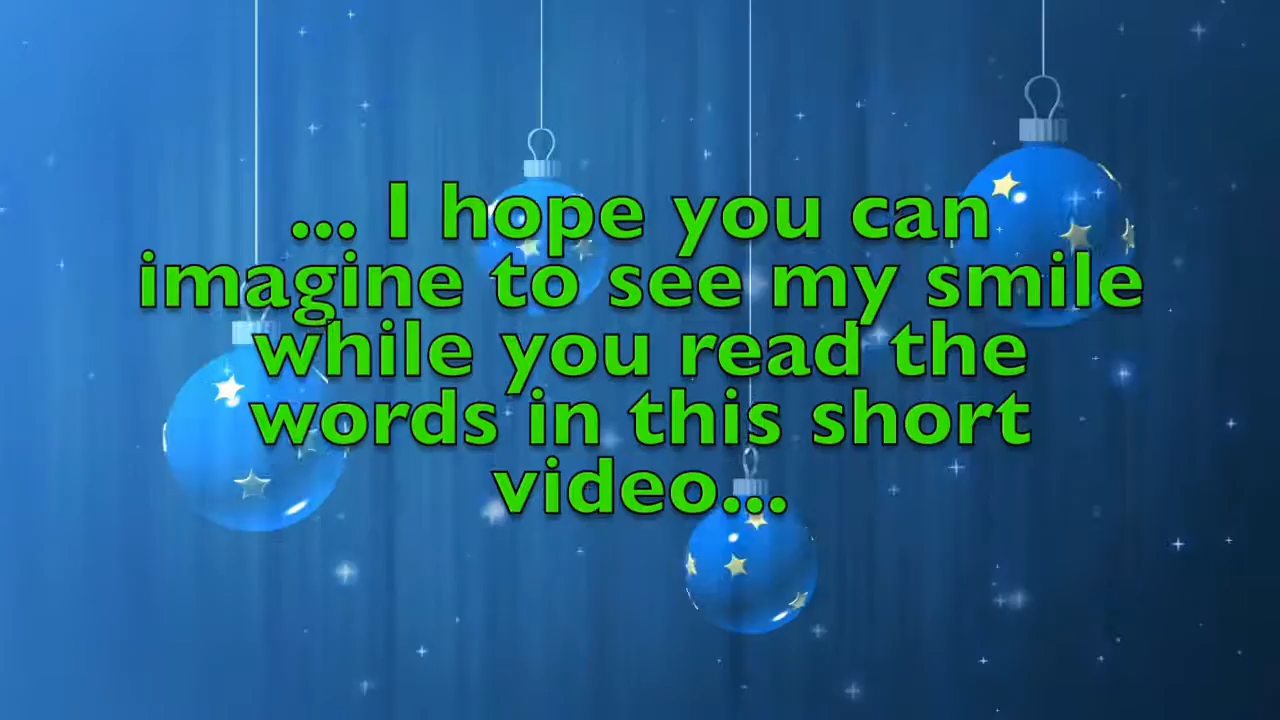 ... I hope you can
imagine to see my smile
while you read the
words in this short
video...